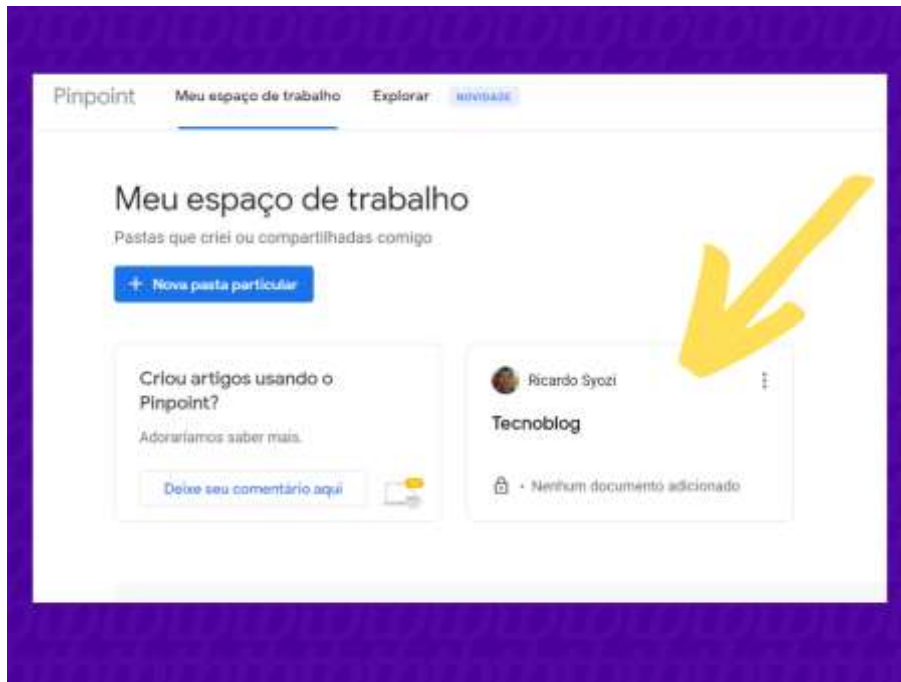 Pinpoint Meu espaço de trabalho Explorar NOVIDADE
Meu espaço de trabalho
Pastas que criei ou compartilhadas comigo
+ Nova pasta particular
Criou artigos usando o
Pinpoint?
Adoraríamos saber mais.
Deixe seu comentário aqui
Ricardo Syozi
Tecnoblog
• Nenhum documento adicionado